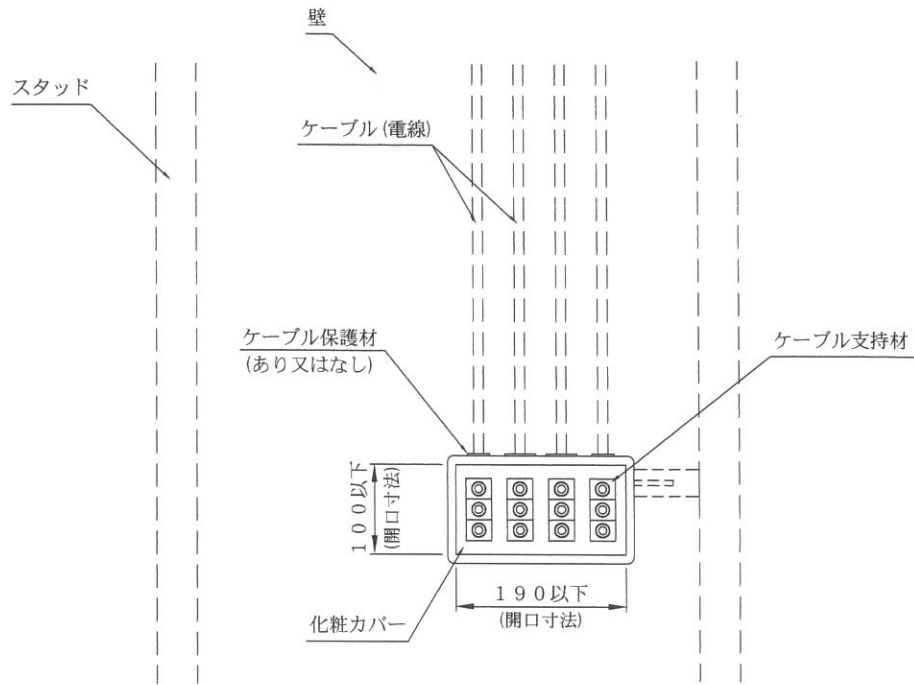 壁
スタッド
ケーブル(電線)
ケーブル保護材
(あり又はなし)
ケーブル支持材
100以下
(開口寸法)
190以下
(開口寸法)
化粧カバー